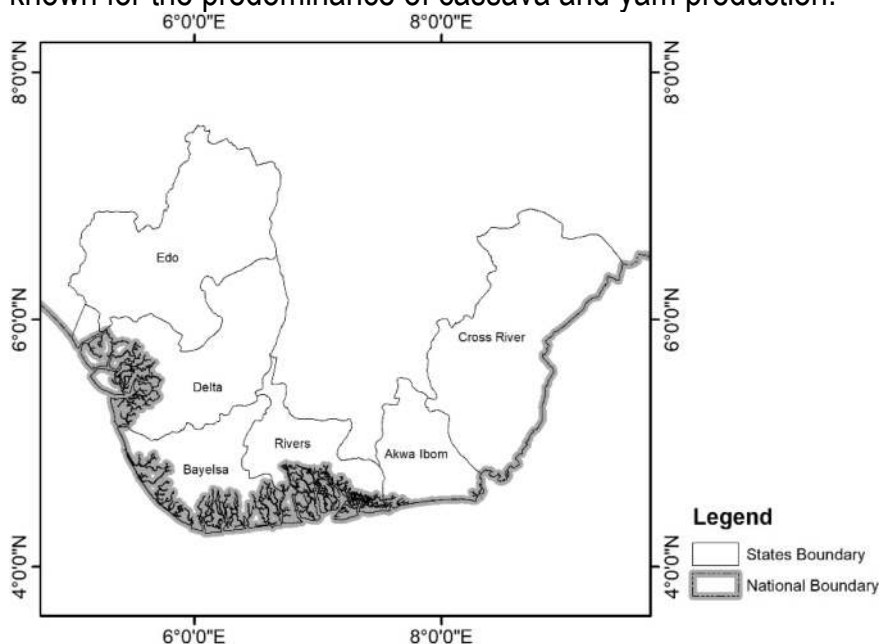 known for the predominance of cassava and yam production.
6°0'0"E 8°0'0"E
8°0'0"N 8°0'0"N
Edo
6°0'0"N 6°0'0"N
Cross River
Delta
Rivers
Akwa Ibom
Bayelsa
Legend
States Boundary
National Boundary
4°0'0"N 4°0'0"N
6°0'0"E 8°0'0"E